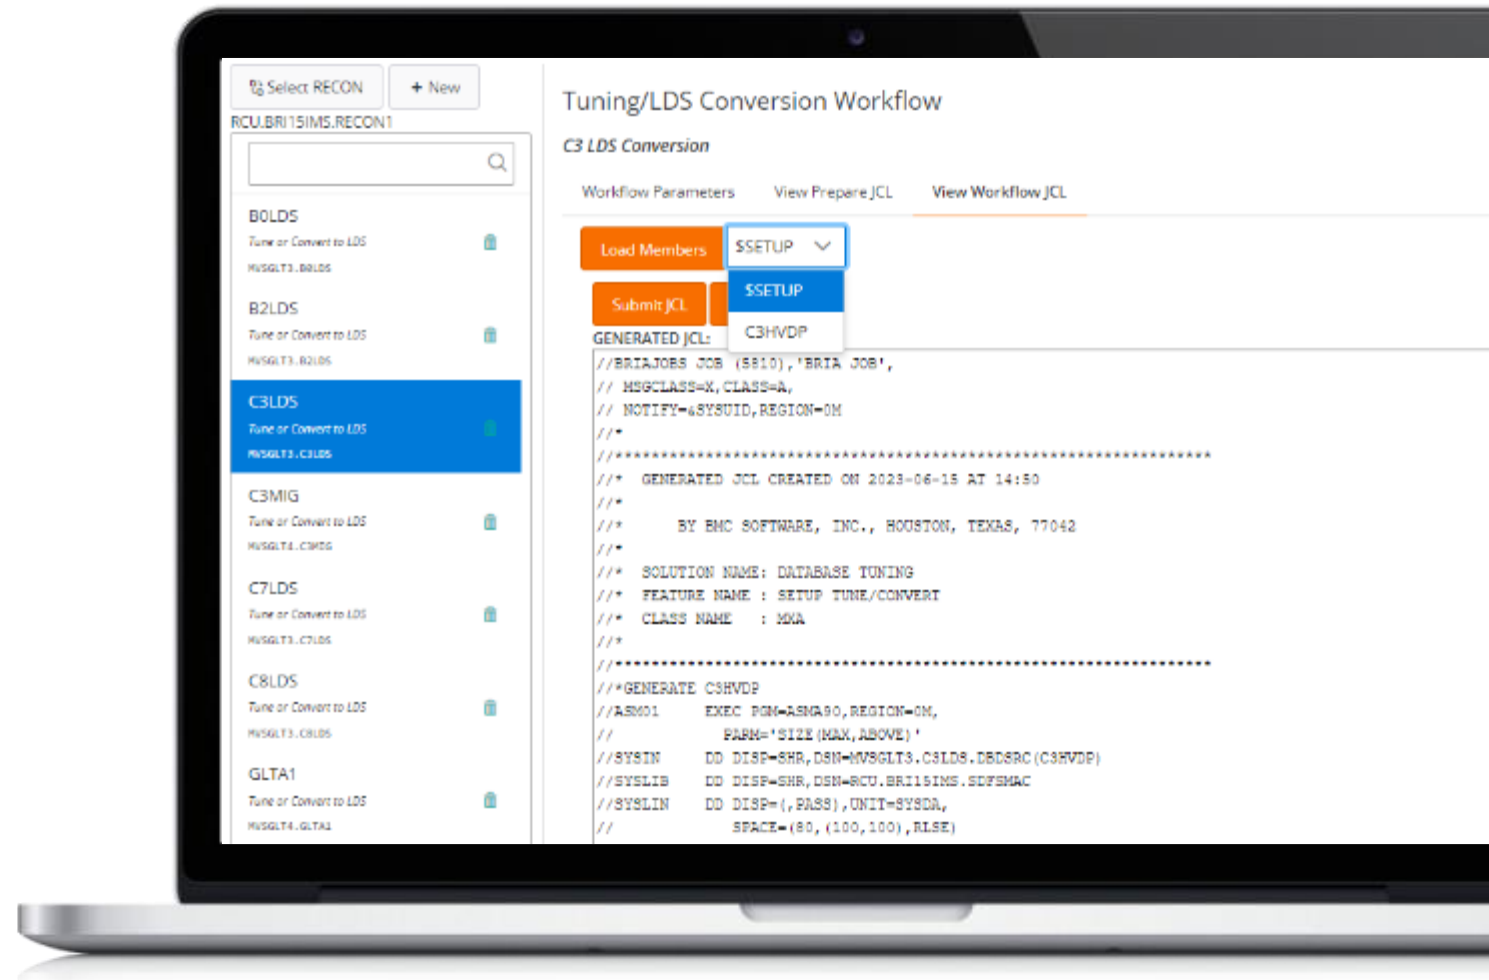 Select RECON
+ New
RCU.BRI15IMS.RECON1
B0LDS
Tune or Convert to LDS
MVSGLT3.B0LDS
B2LDS
Tune or Convert to LDS
MVSGLT3.B2LDS
C3LDS
Tune or Convert to LDS
MVSGLT3.C3LDS
C3MIG
Tune or Convert to LDS
MVSGLT4.C3MIG
C7LDS
Tune or Convert to LDS
MVSGLT3.C7LDS
C8LDS
Tune or Convert to LDS
MVSGLT3.C8LDS
GLTA1
Tune or Convert to LDS
MVSGLT4.GLTA1
Tuning/LDS Conversion Workflow
C3 LDS Conversion
Workflow Parameters View Prepare JCL View Workflow JCL
Load Members $SETUP
$SETUP
Submit JCL
C3HVDP
GENERATED JCL:
//BRIAJOBS JOB (5810),'BRIA JOB',
// MSGCLASS=X,CLASS=A,
// NOTIFY=&SYSUID,REGION=0M
//*
//******************************************************************
//* GENERATED JCL CREATED ON 2023-06-15 AT 14:50
//*
//* BY BMC SOFTWARE, INC., HOUSTON, TEXAS, 77042
//*
//* SOLUTION NAME: DATABASE TUNING
//* FEATURE NAME : SETUP TUNE/CONVERT
//* CLASS NAME : MXA
//*
//******************************************************************
//*GENERATE C3HVDP
//ASM01 EXEC PGM=ASMA90,REGION=0M,
// PARM='SIZE(MAX,ABOVE)'
//SYSIN DD DISP=SHR,DSN=MVSGLT3.C3LDS.DBDSRC(C3HVDP)
//SYSLIB DD DISP=SHR,DSN=RCU.BRI15IMS.SDFSMAC
//SYSLIN DD DISP=(,PASS),UNIT=SYSDA,
// SPACE=(80,(100,100),RLSE)